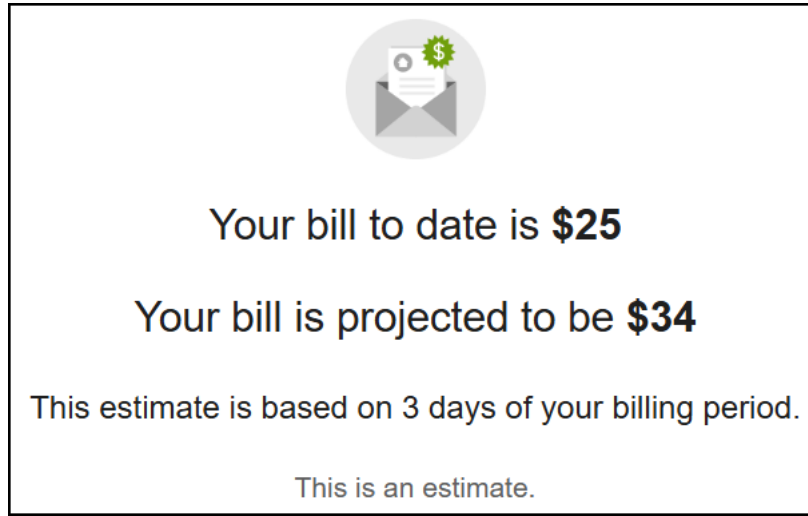 $
Your bill to date is $25
Your bill is projected to be $34
This estimate is based on 3 days of your billing period.
This is an estimate.